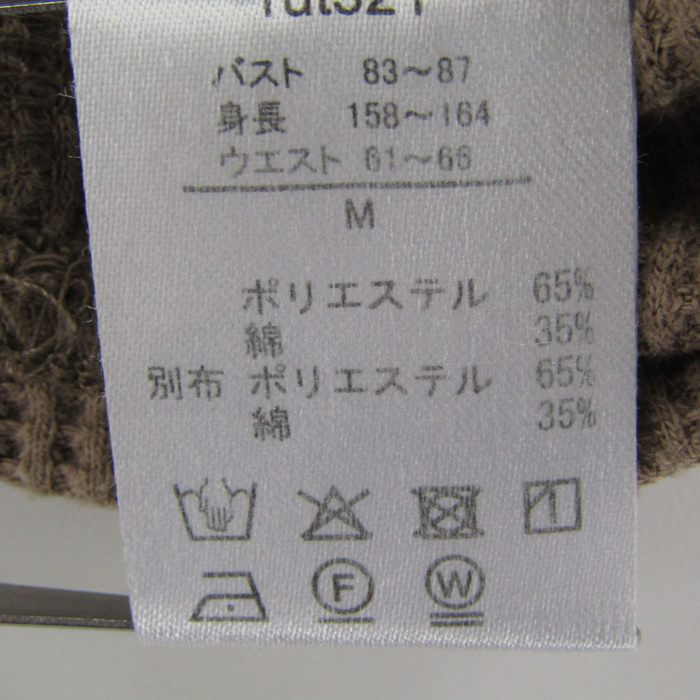 バスト 83～87
身長 158～164
ウエスト 61～66
M
ポリエステル 65%
綿 35%
別布 ポリエステル 65%
綿 35%
F W